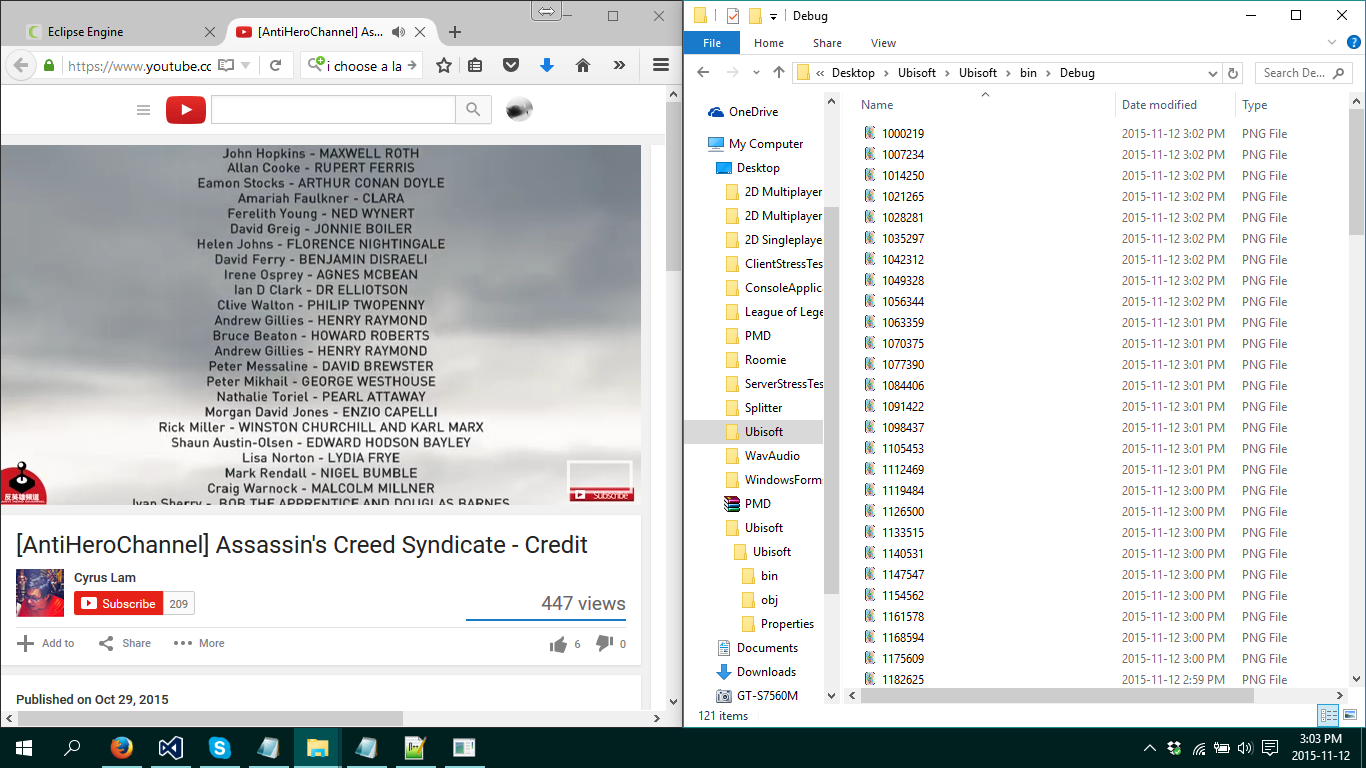 Eclipse Engine
[AntiHeroChannel] As...
https://www.youtube.cc
i choose a la
John Hopkins - MAXWELL ROTH
Allan Cooke - RUPERT FERRIS
Eamon Stocks - ARTHUR CONAN DOYLE
Amariah Faulkner - CLARA
Ferelith Young - NED WYNERT
David Greig - JONNIE BOILER
Helen Johns - FLORENCE NIGHTINGALE
David Ferry - BENJAMIN DISRAELI
Irene Osprey - AGNES MCBEAN
Ian D Clark - DR ELLIOTSON
Clive Walton - PHILIP TWOPENNY
Andrew Gillies - HENRY RAYMOND
Bruce Beaton - HOWARD ROBERTS
Andrew Gillies - HENRY RAYMOND
Peter Messaline - DAVID BREWSTER
Peter Mikhail - GEORGE WESTHOUSE
Nathalie Toriel - PEARL ATTAWAY
Morgan David Jones - ENZIO CAPELLI
Rick Miller - WINSTON CHURCHILL AND KARL MARX
Shaun Austin-Olsen - EDWARD HODSON BAYLEY
Lisa Norton - LYDIA FRYE
Mark Rendall - NIGEL BUMBLE
Craig Warnock - MALCOLM MILLNER
Ivan Sherry - BOB THE APPRENTICE AND DOUGLAS BARNES
反英雄頻道
Subscribe
[AntiHeroChannel] Assassin's Creed Syndicate - Credit
Cyrus Lam
Subscribe 209
447 views
Add to Share More 6 0
Published on Oct 29, 2015
Debug
File Home Share View
« Desktop Ubisoft Ubisoft bin Debug
Search De...
OneDrive
My Computer
Desktop
2D Multiplayer
2D Multiplayer
2D Singleplaye
ClientStressTes
ConsoleApplica
League of Lege
PMD
Roomie
ServerStressTes
Splitter
Ubisoft
WavAudio
WindowsForm
PMD
Ubisoft
Ubisoft
bin
obj
Properties
Documents
Downloads
GT-S7560M
Name Date modified Type
1000219 2015-11-12 3:02 PM PNG File
1007234 2015-11-12 3:02 PM PNG File
1014250 2015-11-12 3:02 PM PNG File
1021265 2015-11-12 3:02 PM PNG File
1028281 2015-11-12 3:02 PM PNG File
1035297 2015-11-12 3:02 PM PNG File
1042312 2015-11-12 3:02 PM PNG File
1049328 2015-11-12 3:02 PM PNG File
1056344 2015-11-12 3:02 PM PNG File
1063359 2015-11-12 3:01 PM PNG File
1070375 2015-11-12 3:01 PM PNG File
1077390 2015-11-12 3:01 PM PNG File
1084406 2015-11-12 3:01 PM PNG File
1091422 2015-11-12 3:01 PM PNG File
1098437 2015-11-12 3:01 PM PNG File
1105453 2015-11-12 3:01 PM PNG File
1112469 2015-11-12 3:01 PM PNG File
1119484 2015-11-12 3:00 PM PNG File
1126500 2015-11-12 3:00 PM PNG File
1133515 2015-11-12 3:00 PM PNG File
1140531 2015-11-12 3:00 PM PNG File
1147547 2015-11-12 3:00 PM PNG File
1154562 2015-11-12 3:00 PM PNG File
1161578 2015-11-12 3:00 PM PNG File
1168594 2015-11-12 3:00 PM PNG File
1175609 2015-11-12 3:00 PM PNG File
1182625 2015-11-12 2:59 PM PNG File
121 items
3:03 PM
2015-11-12